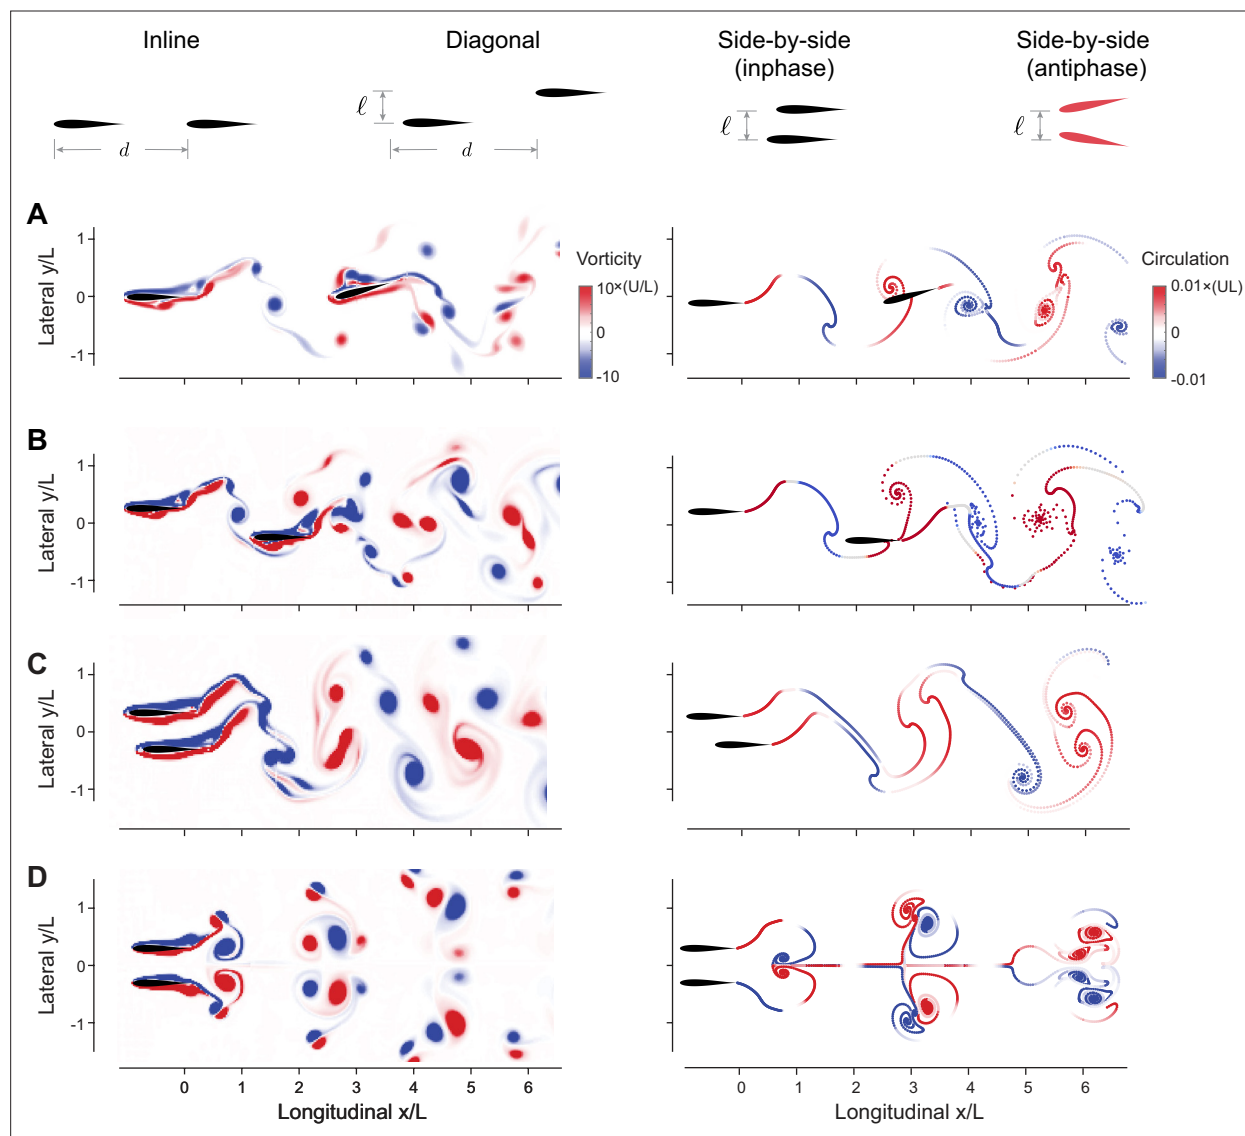 Inline
Diagonal
Side-by-side
(inphase)
Side-by-side
(antiphase)
ℓ
ℓ
ℓ
d
d
A
Lateral y/L
1
0
-1
Vorticity
10×(U/L)
0
-10
Circulation
0.01×(UL)
0
-0.01
B
Lateral y/L
1
0
-1
C
Lateral y/L
1
0
-1
D
Lateral y/L
1
0
-1
0 1 2 3 4 5 6
Longitudinal x/L
0 1 2 3 4 5 6
Longitudinal x/L